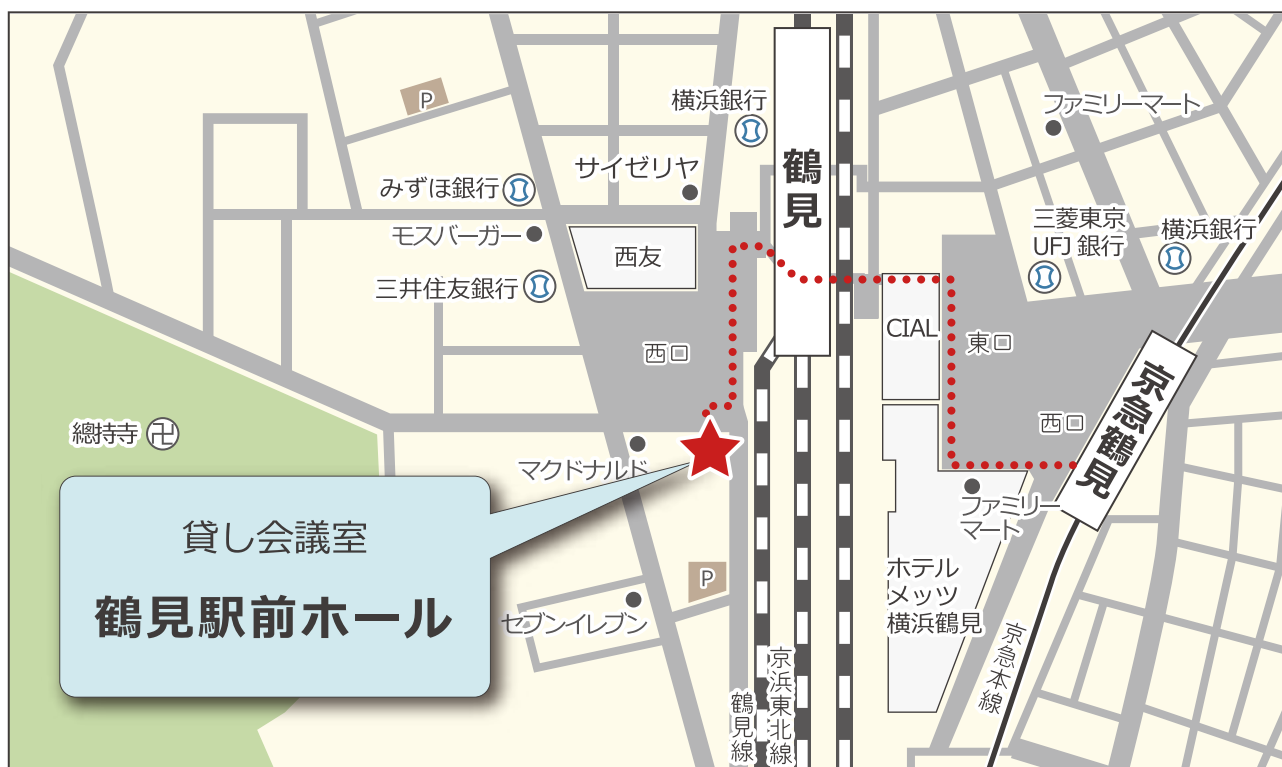 P
横浜銀行
鶴見
ファミリーマート
サイゼリヤ
みずほ銀行
モスバーガー
西友
三井住友銀行
三菱東京
UFJ 銀行
横浜銀行
CIAL
西口
東口
西口
京急鶴見
總持寺
卍
マクドナルド
ファミリー
マート
貸し会議室
鶴見駅前ホール
P
セブンイレブン
ホテル
メッツ
横浜鶴見
鶴見線
京浜東北線
京急本線